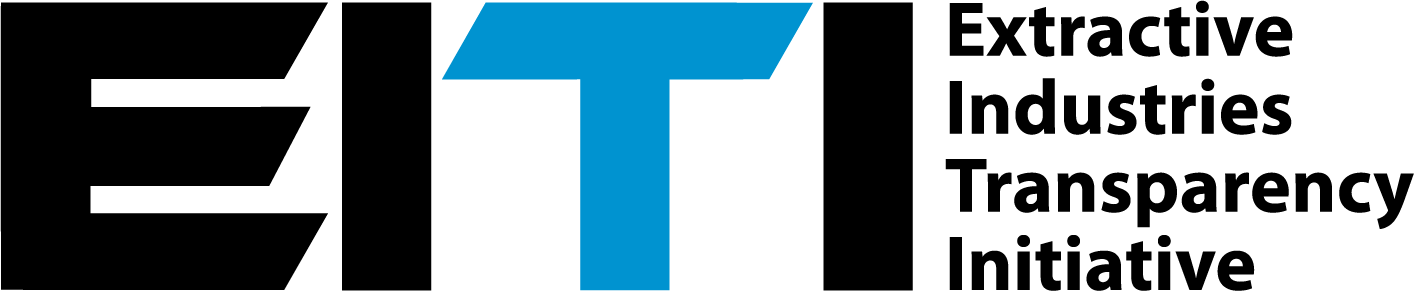 EITI
Extractive
Industries
Transparency
Initiative